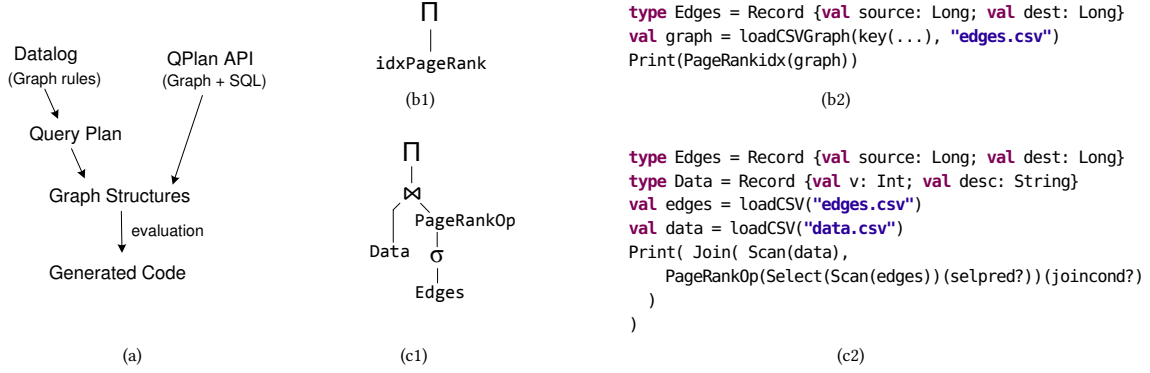 Datalog
(Graph rules)
QPlan API
(Graph + SQL)
Query Plan
Graph Structures
evaluation
Generated Code
(a)
Π
idxPageRank
(b1)
type Edges = Record {val source: Long; val dest: Long}
val graph = loadCSVGraph(key(...), "edges.csv")
Print(PageRankidx(graph))
(b2)
Π
⋈
PageRankOp
Data
σ
Edges
(c1)
type Edges = Record {val source: Long; val dest: Long}
type Data = Record {val v: Int; val desc: String}
val edges = loadCSV("edges.csv")
val data = loadCSV("data.csv")
Print( Join( Scan(data),
PageRankOp(Select(Scan(edges))(selpred?))(joincond?)
)
)
(c2)